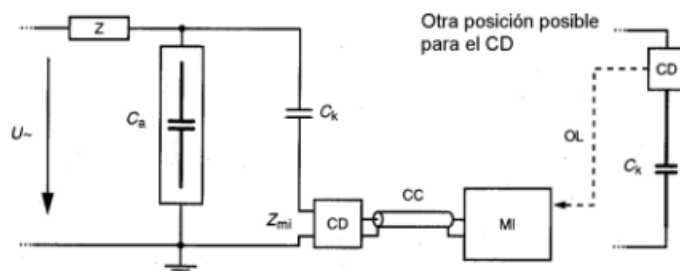 Otra posición posible
para el CD
Z
CD
U~
Ca
Ck
OL
Ck
CC
Zmi
CD
MI